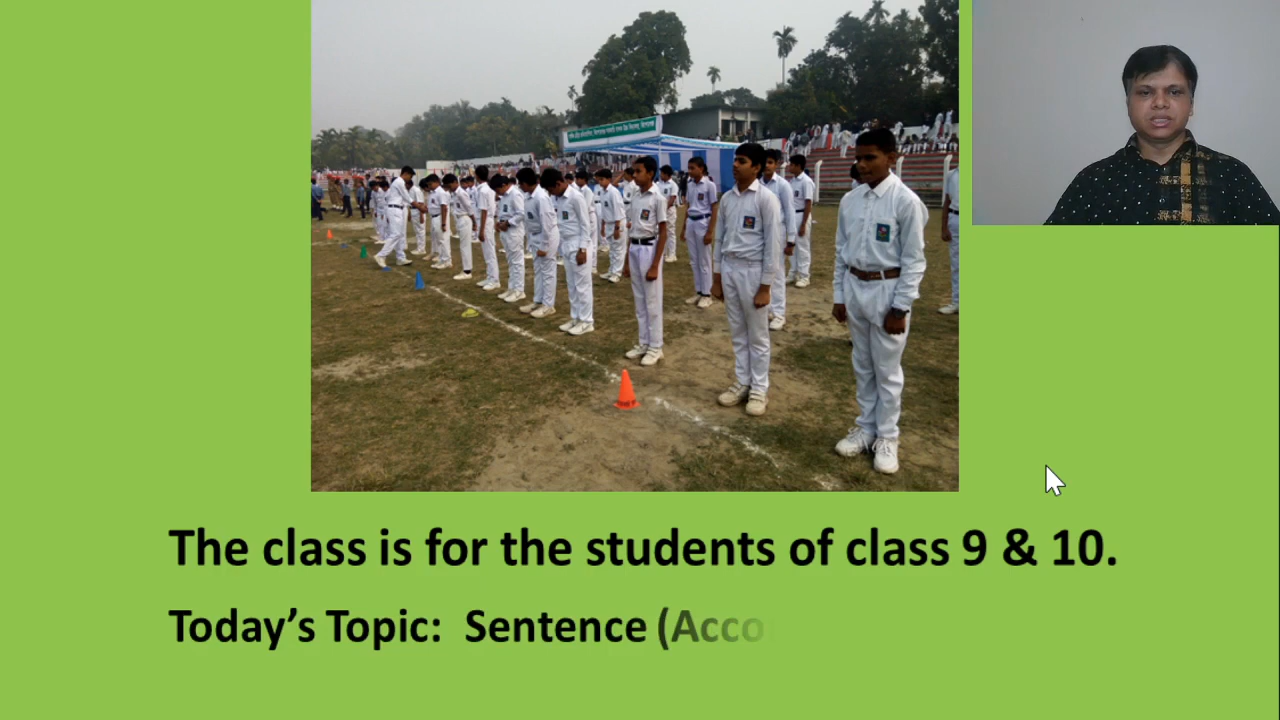 The class is for the students of class 9 & 10.
Today's Topic: Sentence (Acco